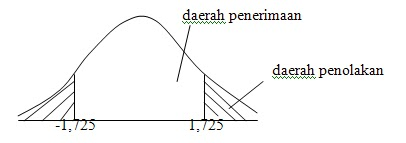 daerah penerimaan
daerah penolakan
-1,725 1,725